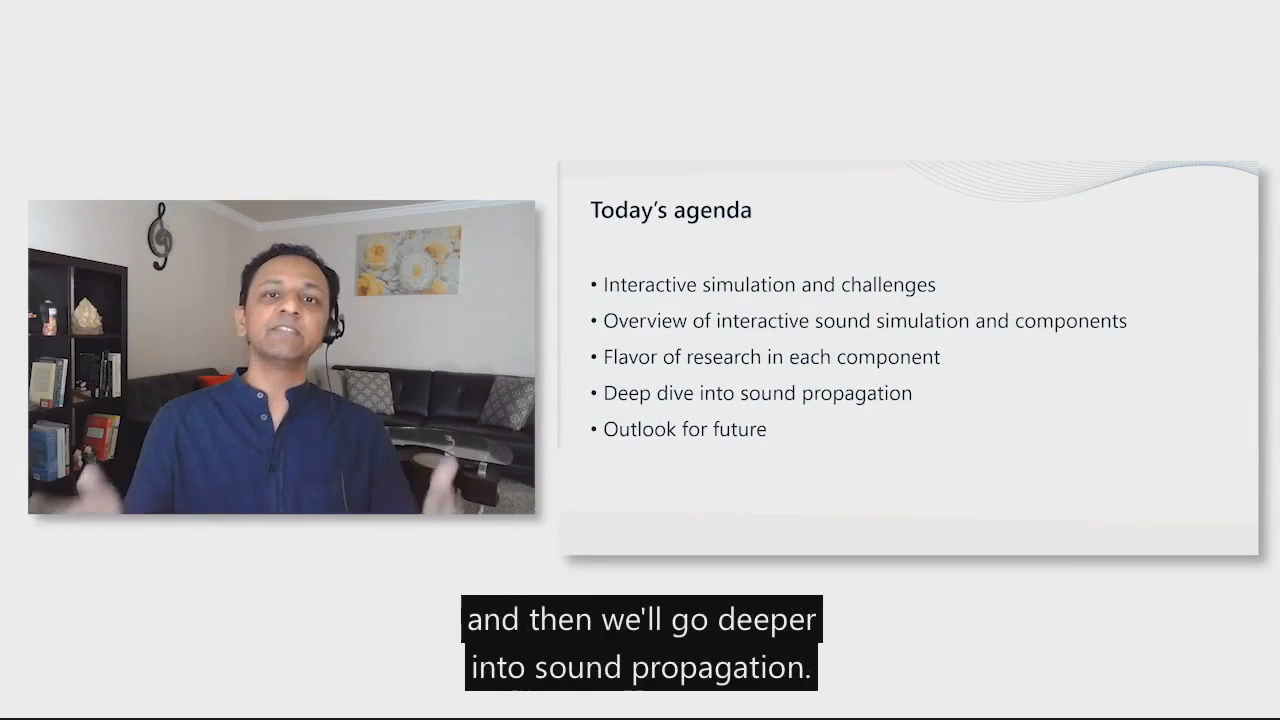 Today's agenda
• Interactive simulation and challenges
• Overview of interactive sound simulation and components
• Flavor of research in each component
• Deep dive into sound propagation
• Outlook for future
and then we'll go deeper
into sound propagation.